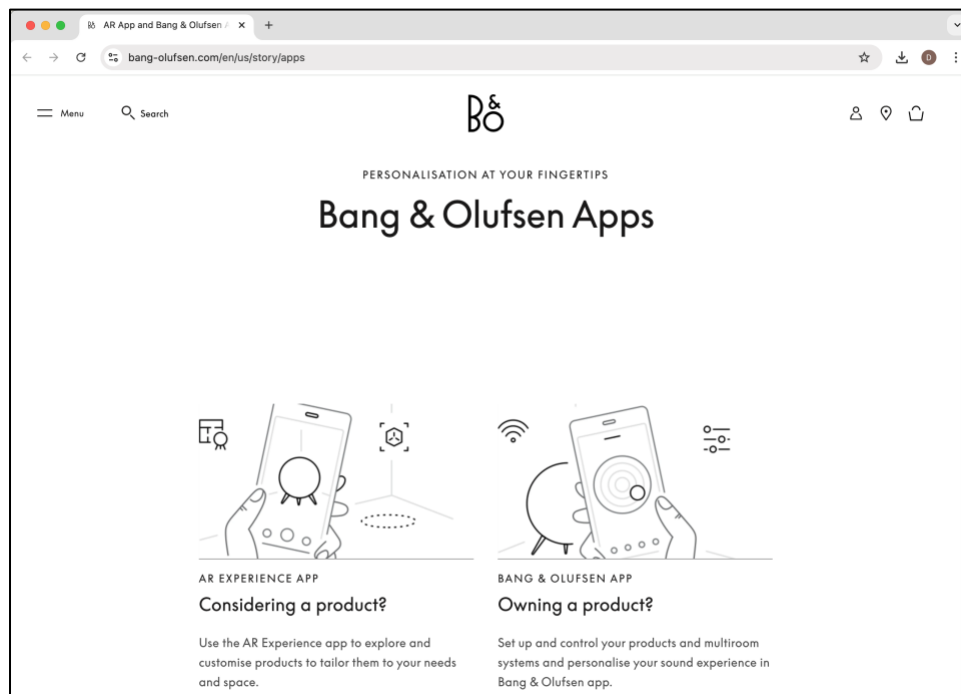 AR App and Bang & Olufsen A
bang-olufsen.com/en/us/story/apps
D
Menu
Search
B&O
PERSONALISATION AT YOUR FINGERTIPS
Bang & Olufsen Apps
AR EXPERIENCE APP
Considering a product?
Use the AR Experience app to explore and
customise products to tailor them to your needs
and space.
BANG & OLUFSEN APP
Owning a product?
Set up and control your products and multiroom
systems and personalise your sound experience in
Bang & Olufsen app.